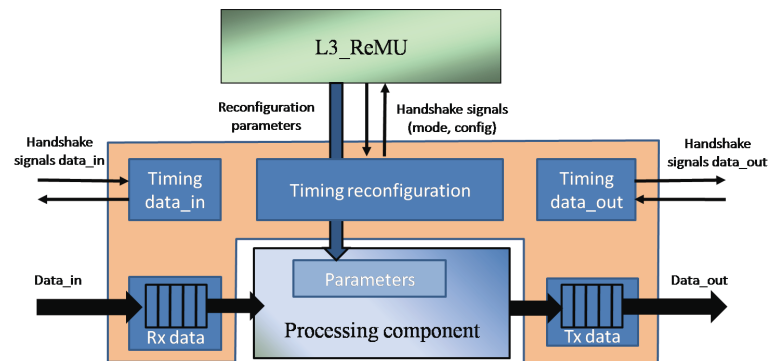 L3_ReMU
Reconfiguration
parameters
Handshake signals
(mode, config)
Handshake
signals data_in
Handshake
signals data_out
Timing
data_in
Timing reconfiguration
Timing
data_out
Data_in
Parameters
Data_out
Rx data
Processing component
Tx data